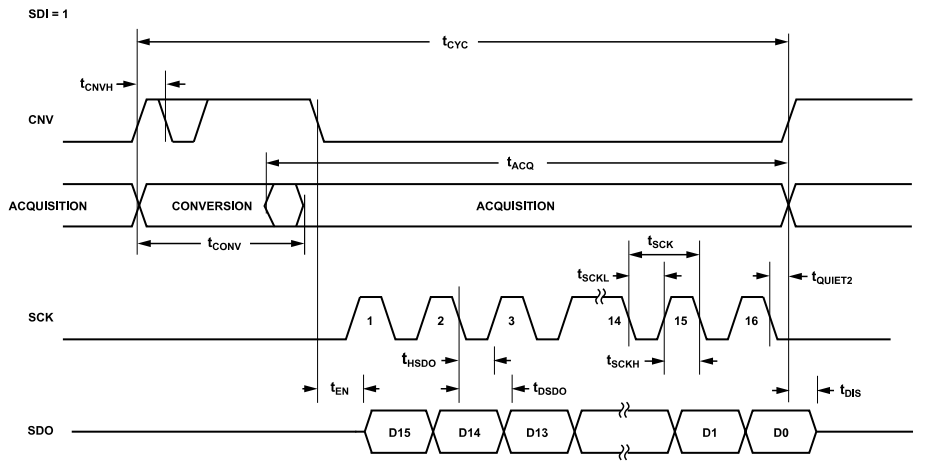 SDI = 1
tCYC
tCNVH
CNV
tACQ
ACQUISITION CONVERSION ACQUISITION
tCONV
tSCK
tSCKL
tQUIET2
SCK 1 2 3 14 15 16
tHSDO
tSCKH
tEN
tDSDO
tDIS
SDO D15 D14 D13 D1 D0